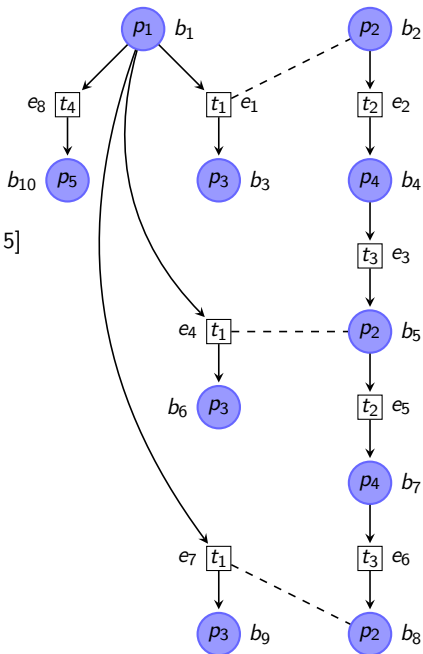 p1 b1 p2 b2
e8 t4 t1 e1 t2 e2
b10 p5 p3 b3 p4 b4
5]
t3 e3
e4 t1 p2 b5
b6 p3 t2 e5
p4 b7
e7 t1 t3 e6
p3 b9 p2 b8